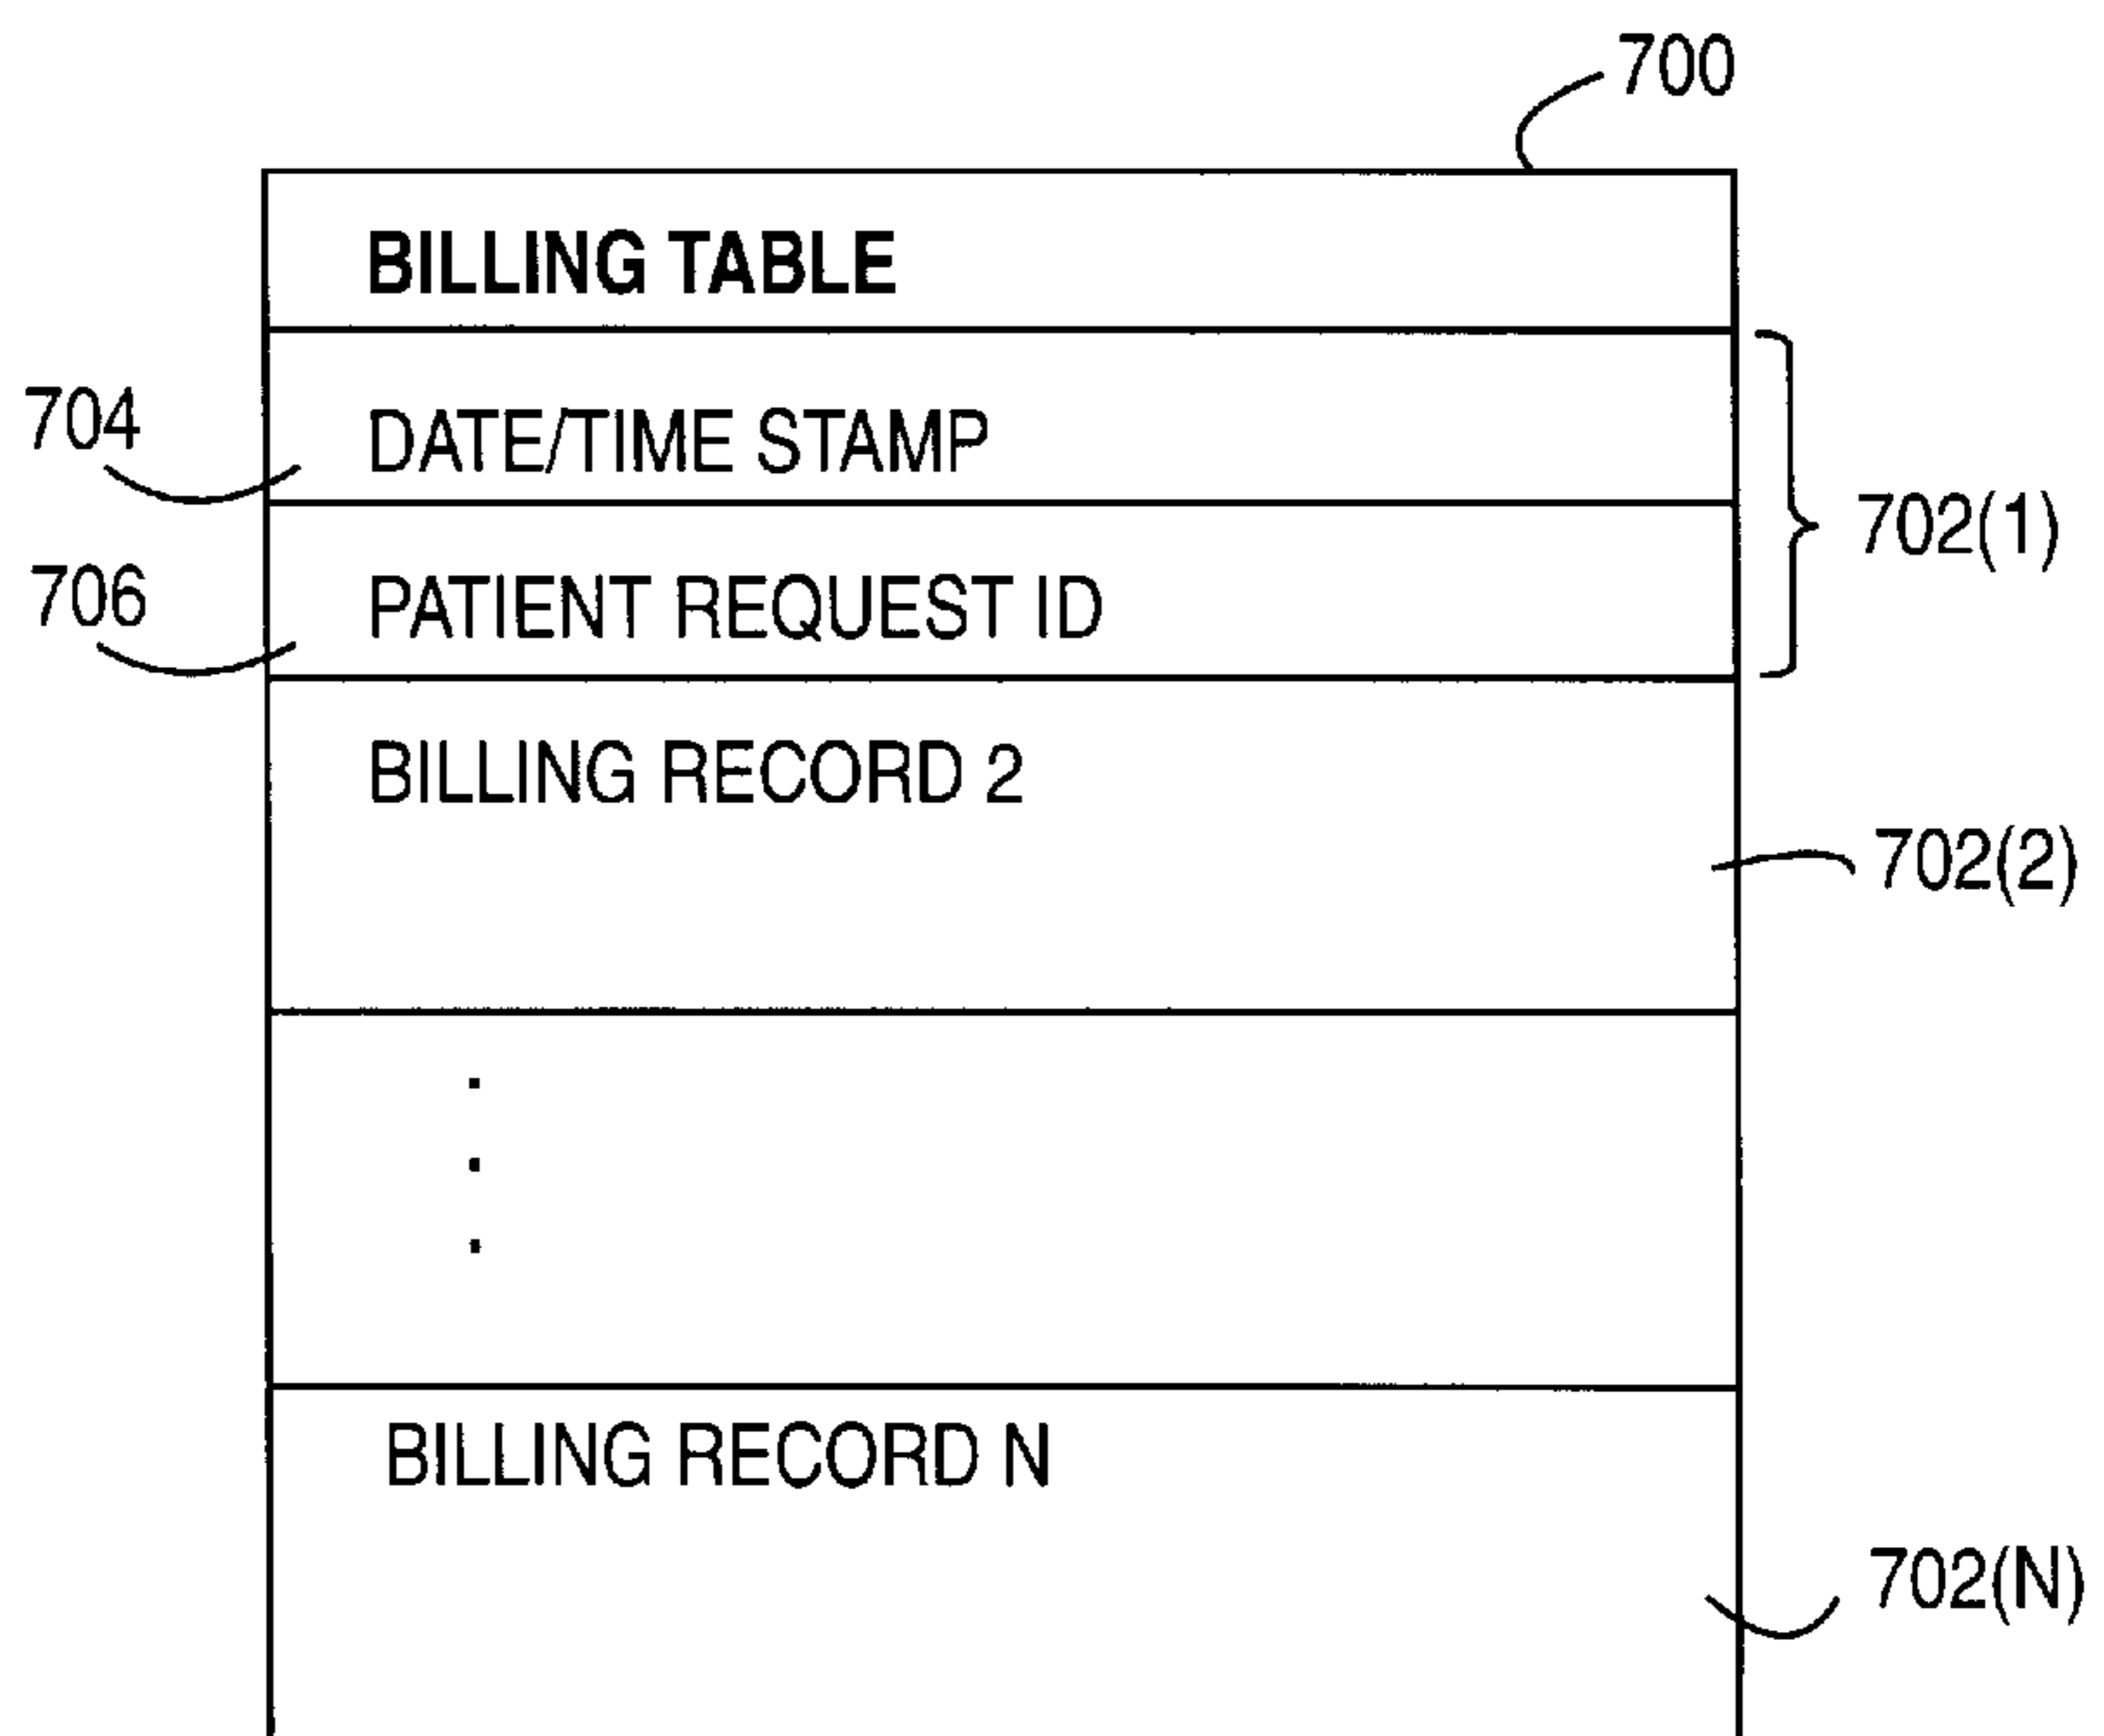 700
BILLING TABLE
704
DATE/TIME STAMP
702(1)
706
PATIENT REQUEST ID
BILLING RECORD 2
702(2)
.
.
.
BILLING RECORD N
702(N)